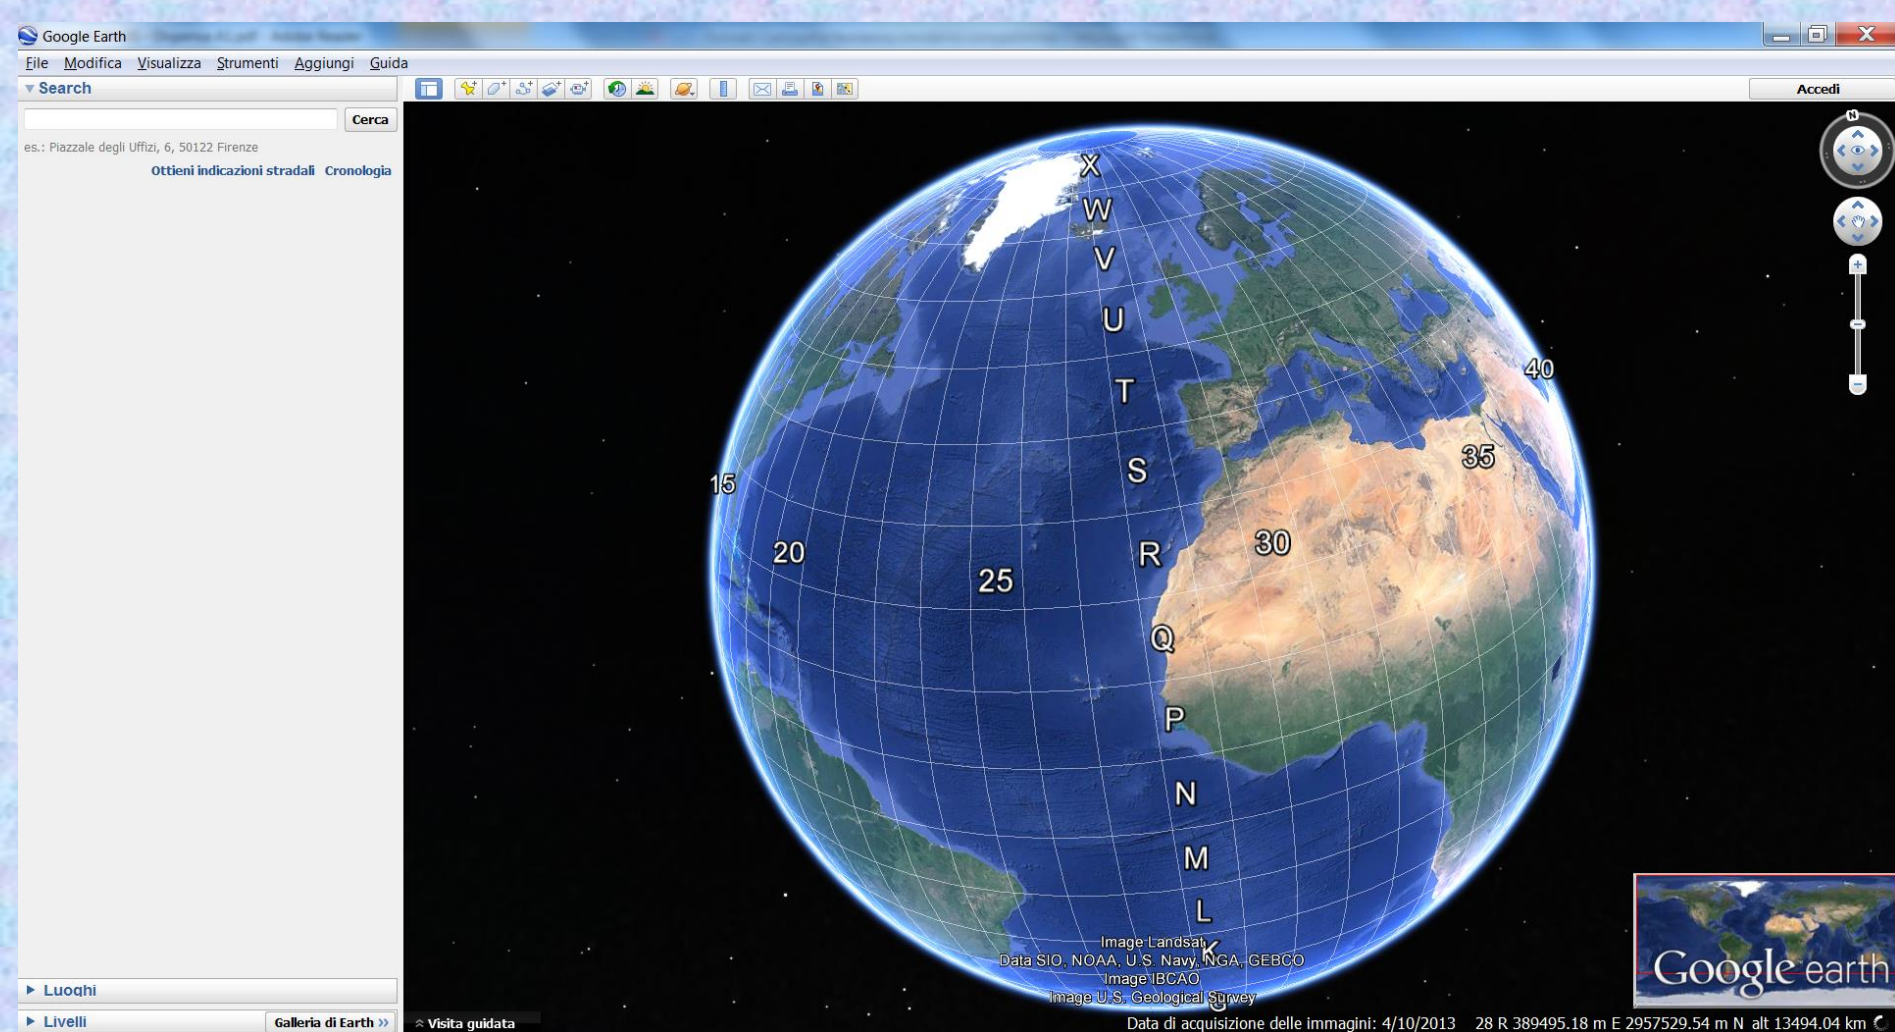 Google Earth
File Modifica Visualizza Strumenti Aggiungi Guida
Search
Accedi
Cerca
es.: Piazzale degli Uffizi, 6, 50122 Firenze
Ottieni indicazioni stradali Cronologia
N
X
W
V
U
T
S
R
Q
P
N
M
L
K
G
15
20
25
30
35
40
Image Landsat
Data SIO, NOAA, U.S. Navy, NGA, GEBCO
Image IBCAO
Image U.S. Geological Survey
Google earth
Luoghi
Livelli
Galleria di Earth »
Visita guidata
Data di acquisizione delle immagini: 4/10/2013 28 R 389495.18 m E 2957529.54 m N alt 13494.04 km